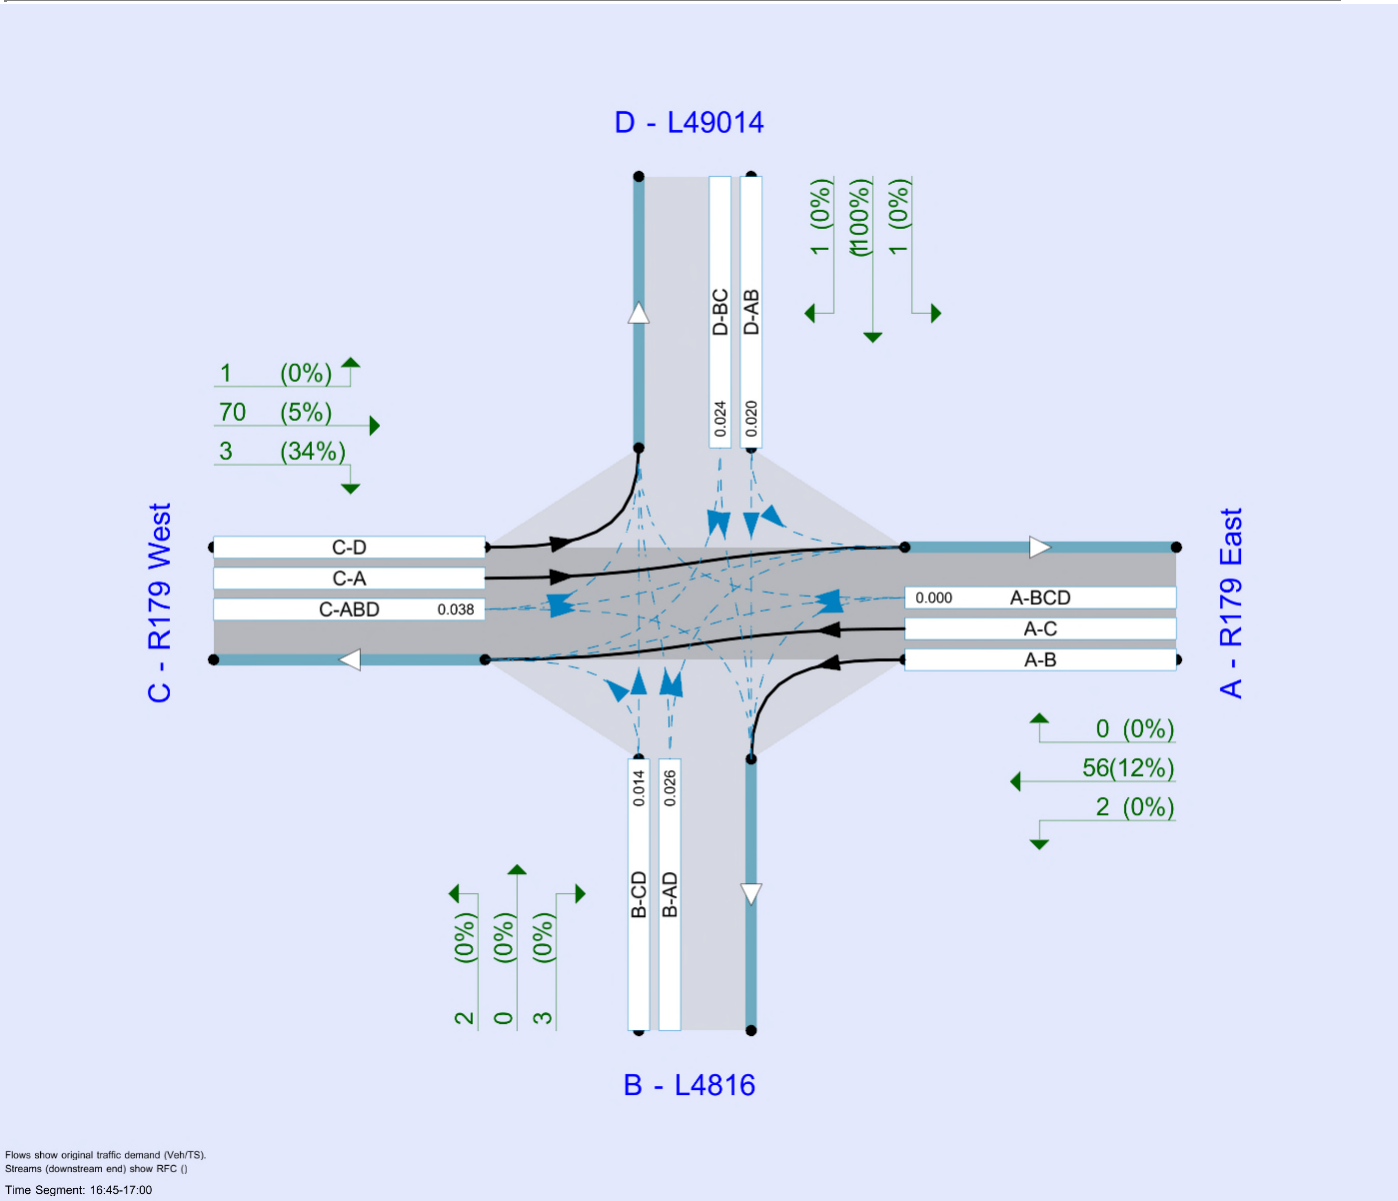 D - L49014
1 (0%)
(100%)
1 (0%)
D-BC
0.024
D-AB
0.020
1 (0%)
70 (5%)
3 (34%)
C - R179 West
C-D
C-A
C-ABD 0.038
0.000 A-BCD
A-C
A-B
A - R179 East
0 (0%)
56(12%)
2 (0%)
0.014
B-CD
0.026
B-AD
2 (0%)
0 (0%)
3 (0%)
B - L4816
Flows show original traffic demand (Veh/TS).
Streams (downstream end) show RFC ()
Time Segment: 16:45-17:00